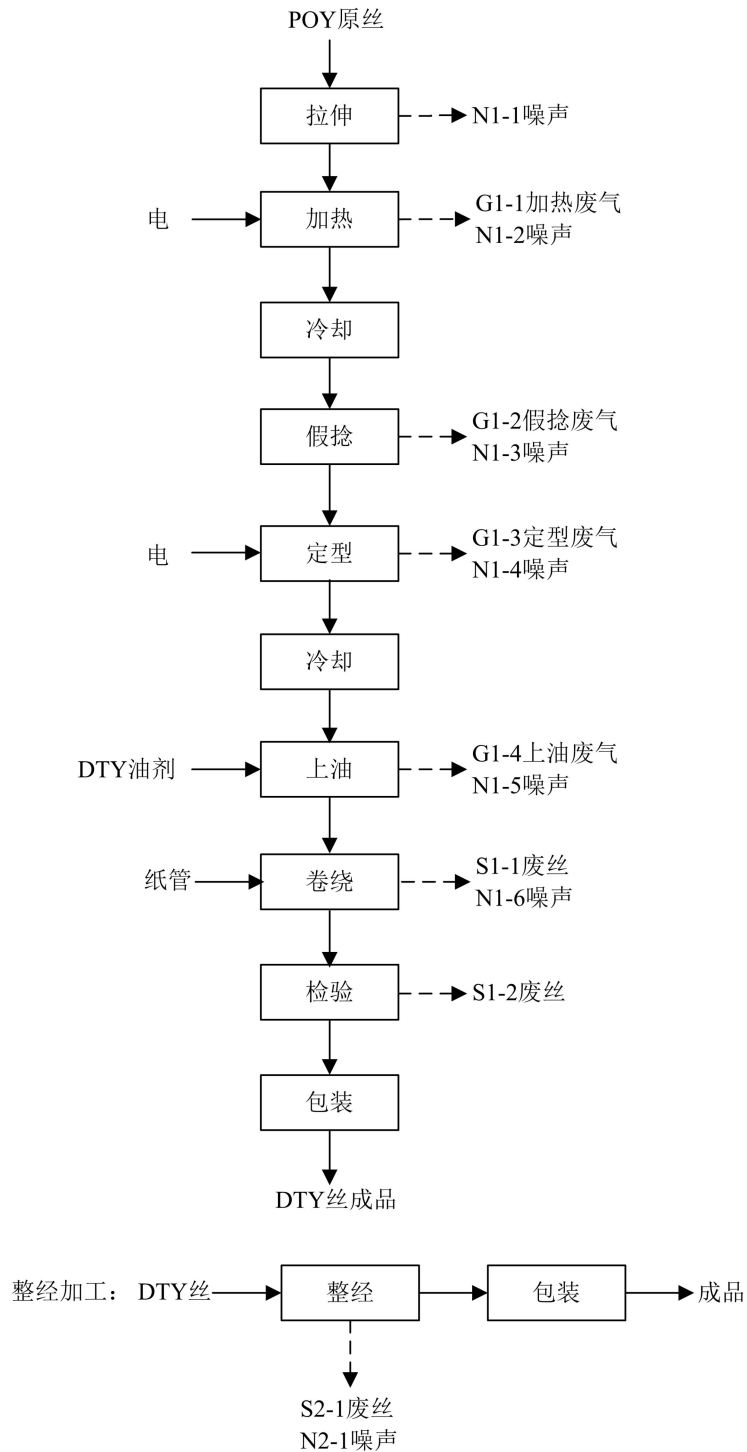 POY原丝
拉伸
N1-1噪声
电
加热
G1-1加热废气
N1-2噪声
冷却
假捻
G1-2假捻废气
N1-3噪声
电
定型
G1-3定型废气
N1-4噪声
冷却
DTY油剂
上油
G1-4上油废气
N1-5噪声
纸管
卷绕
S1-1废丝
N1-6噪声
检验
S1-2废丝
包装
DTY丝成品
整经加工： DTY丝
整经
包装
成品
S2-1废丝
N2-1噪声